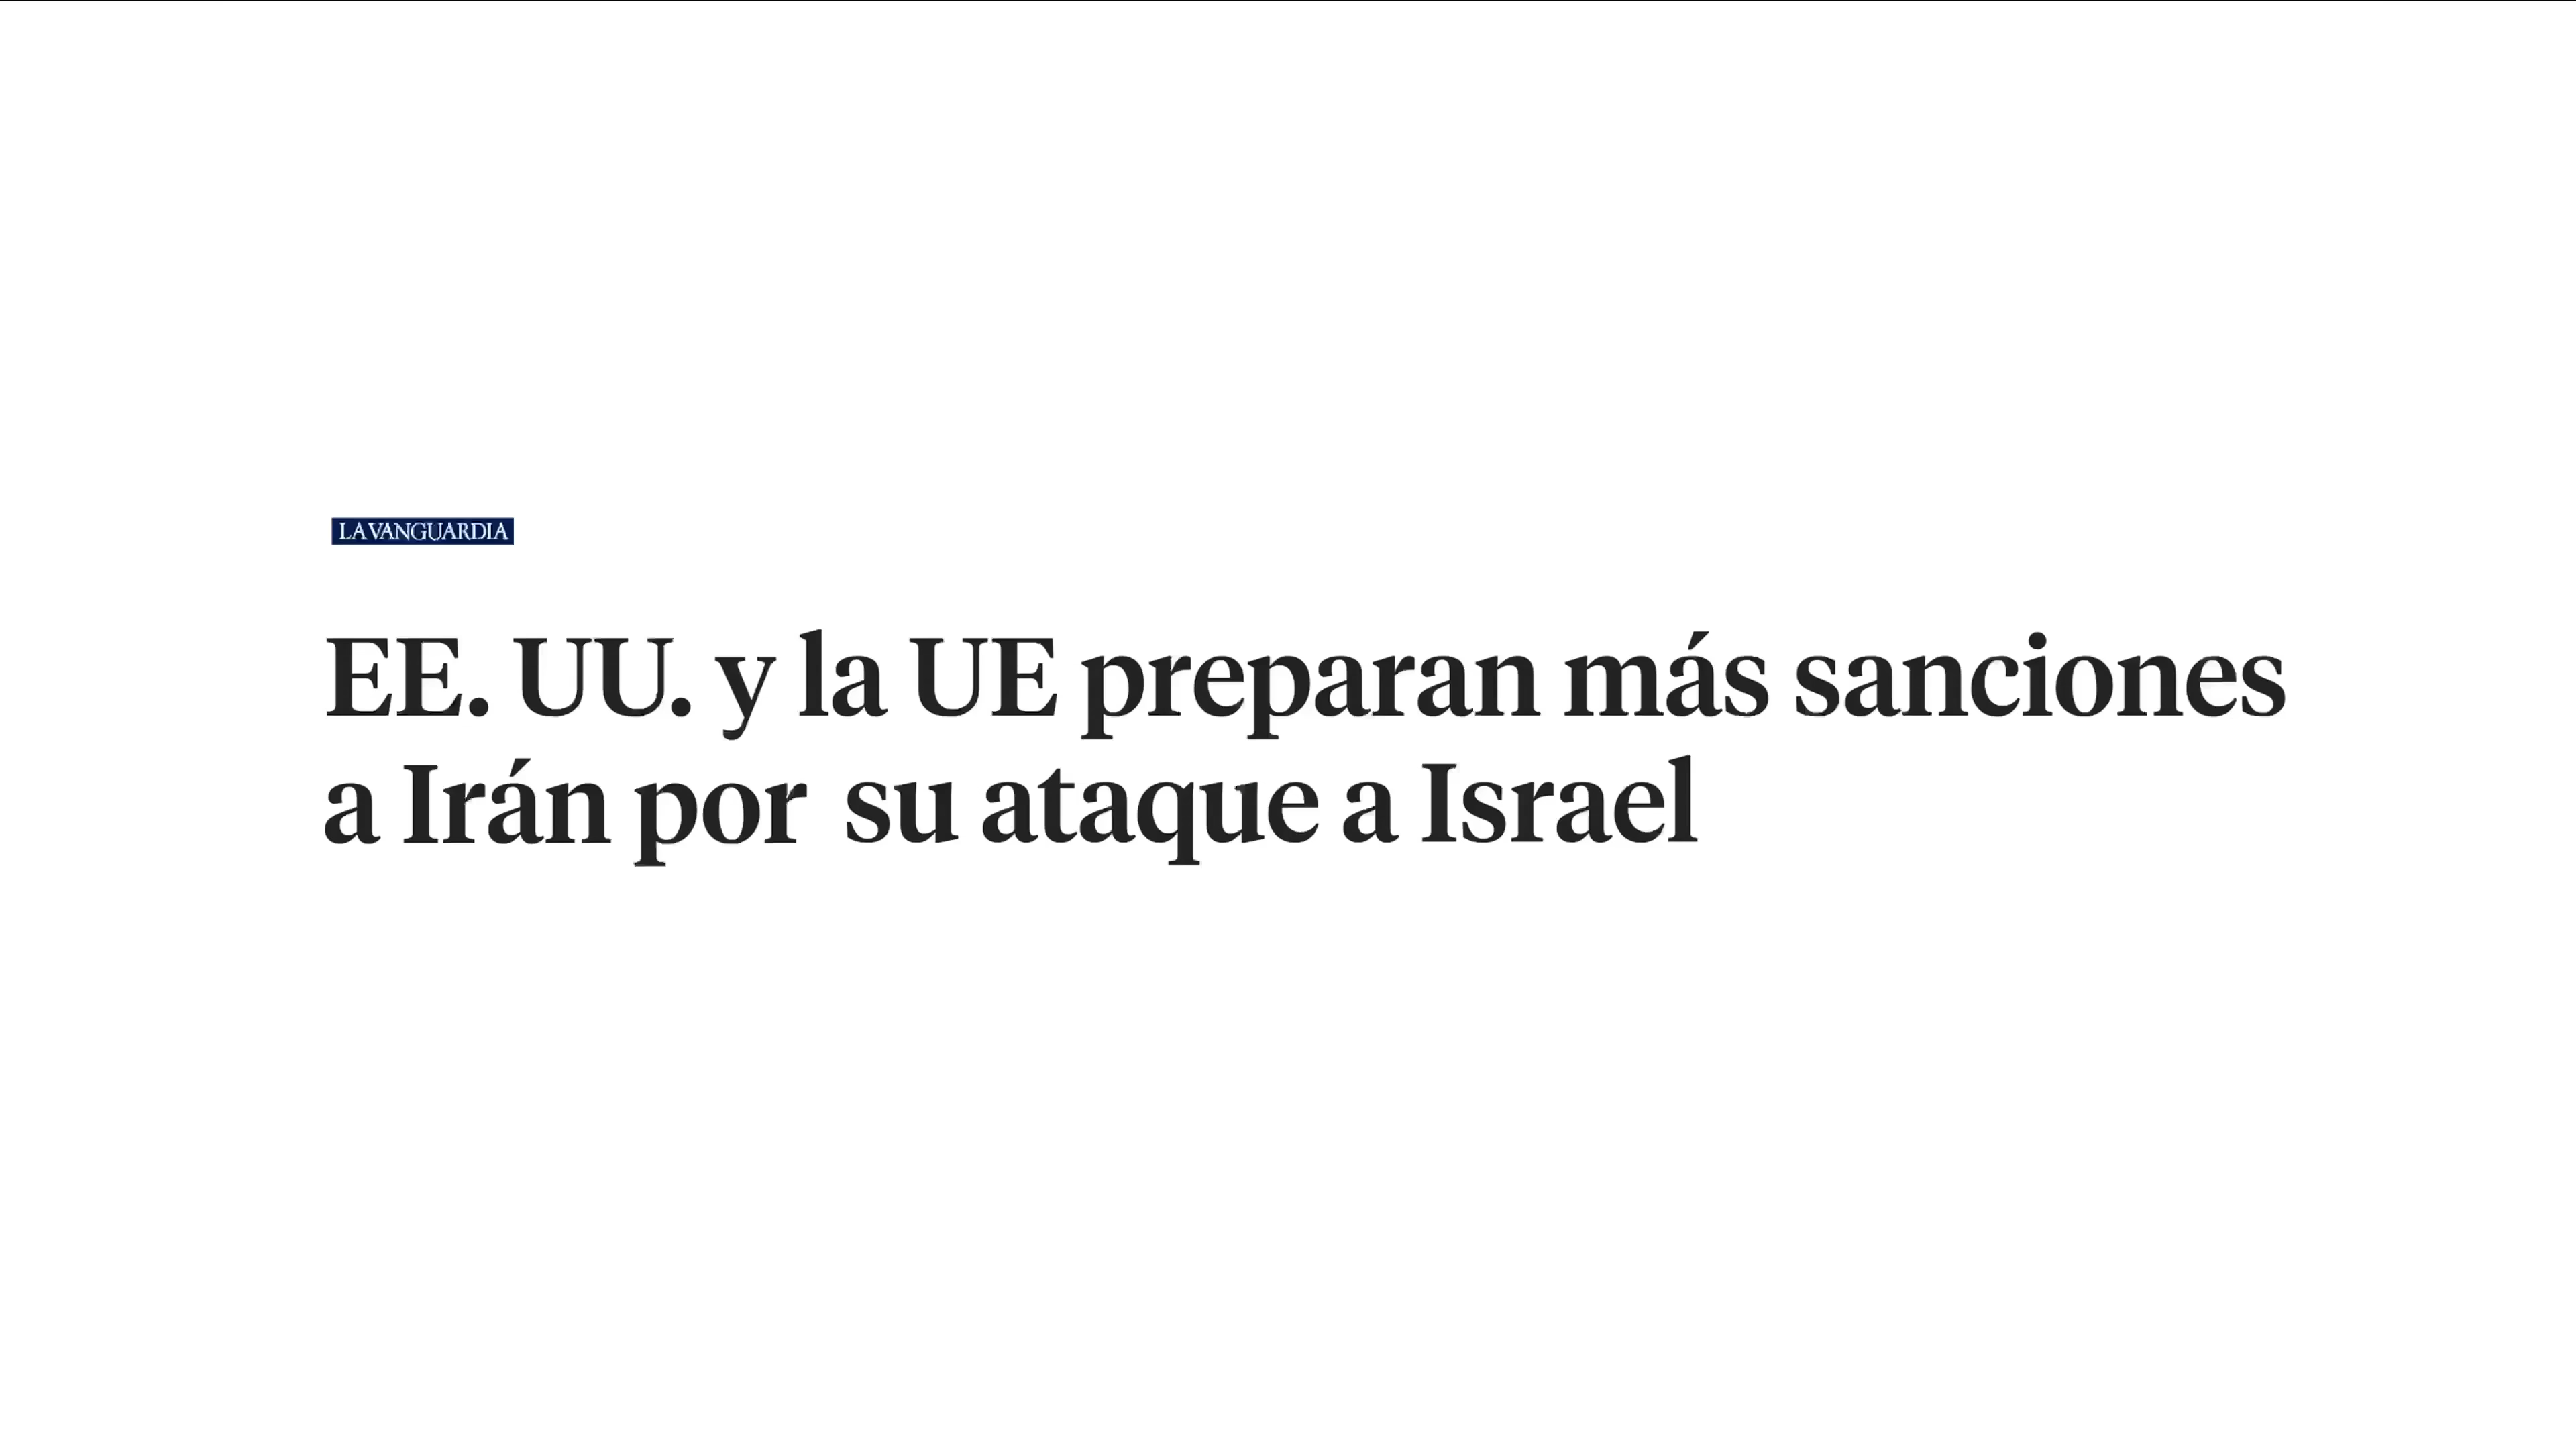 LA VANGUARDIA
EE. UU. y la UE preparan más sanciones
a Irán por su ataque a Israel